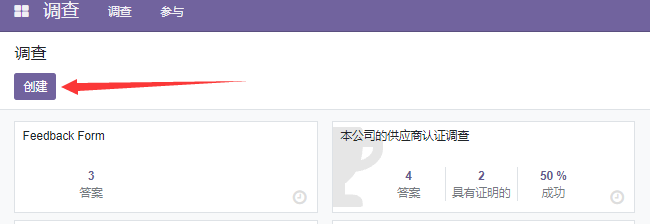 调查 调查 参与
调查
创建
Feedback Form
3
答案
本公司的供应商认证调查
4 2 50 %
答案 具有证明的 成功